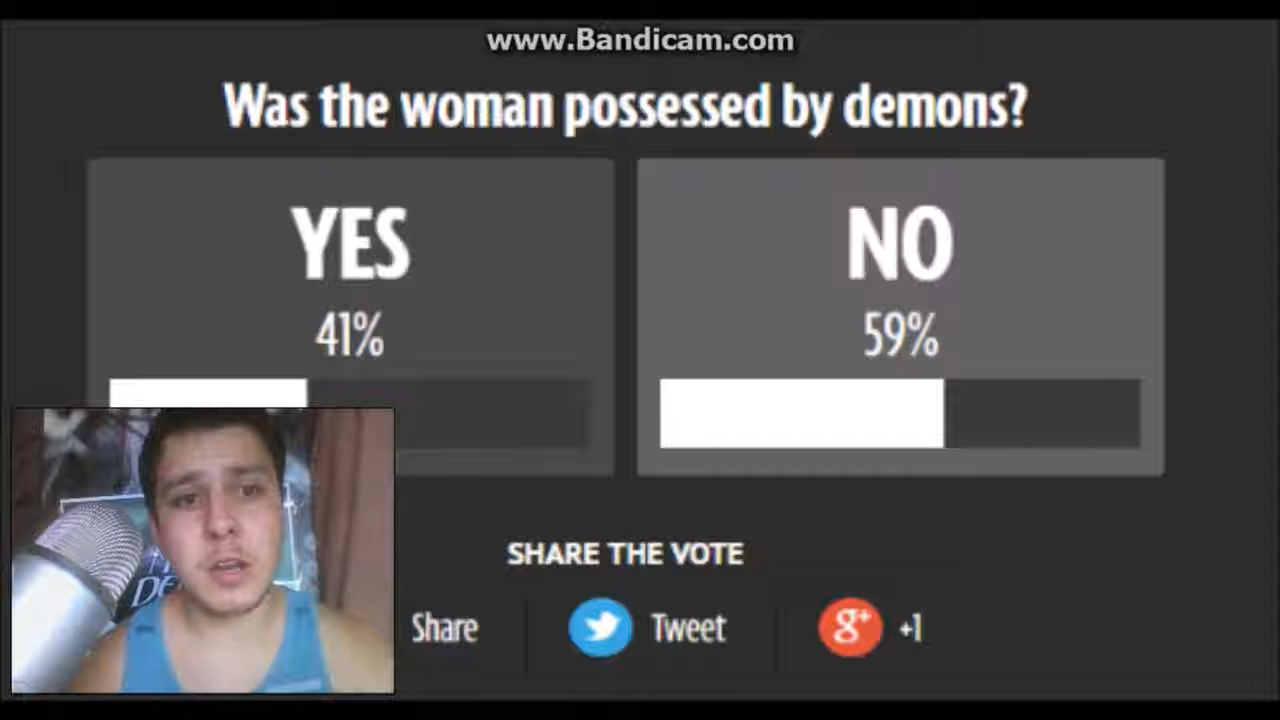 www.Bandicam.com
Was the woman possessed by demons?
YES
NO
41%
59%
SHARE THE VOTE
Share
Tweet
g+
+1
DE